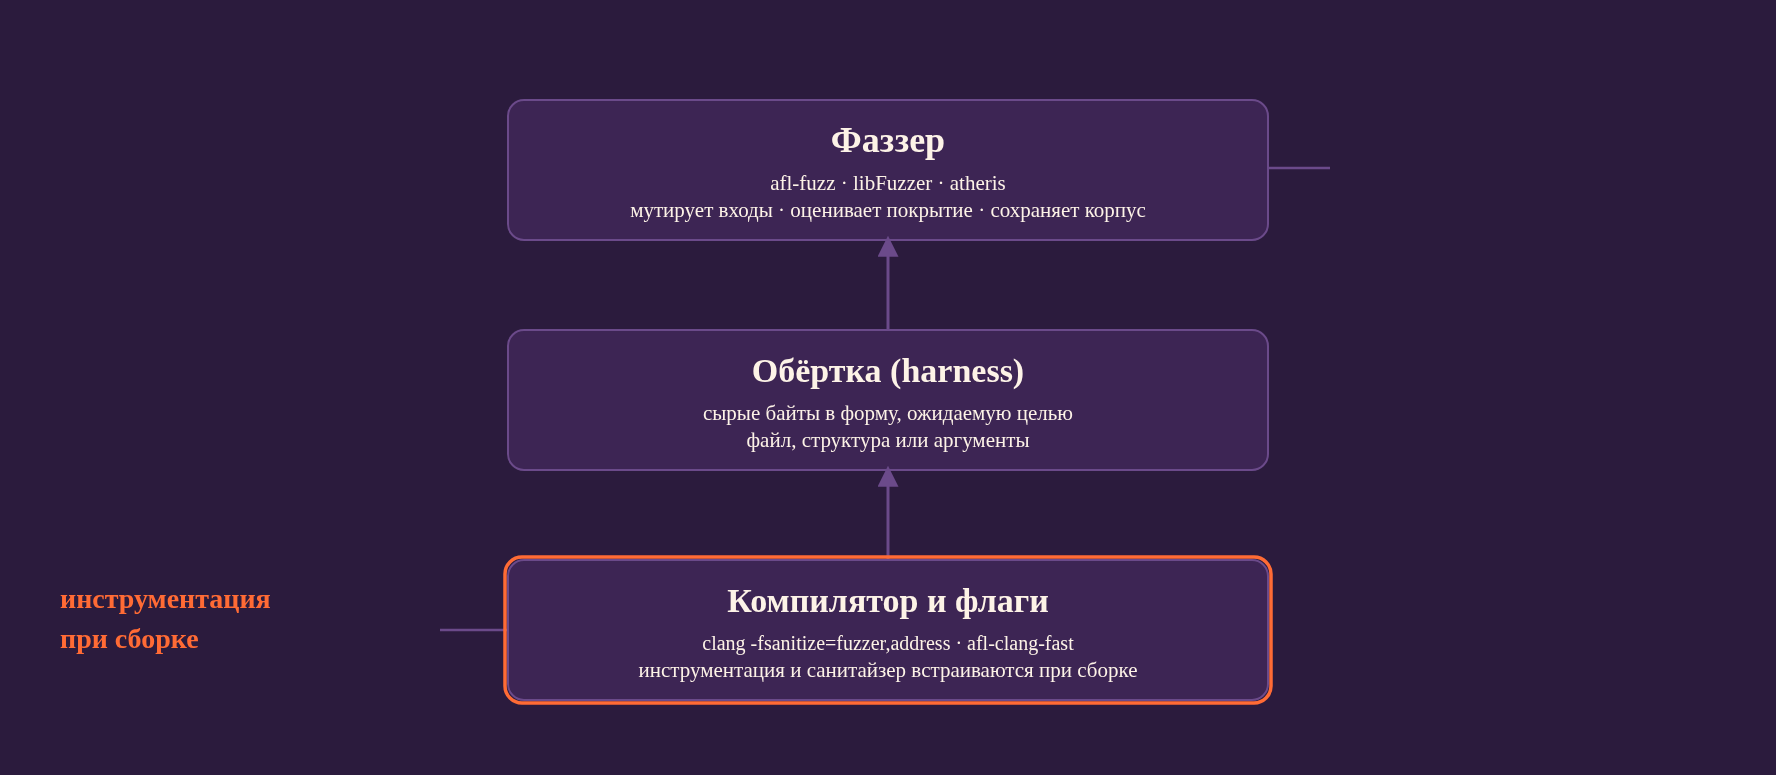 Фаззер
afl-fuzz · libFuzzer · atheris
мутирует входы · оценивает покрытие · сохраняет корпус
Обёртка (harness)
сырые байты в форму, ожидаемую целью
файл, структура или аргументы
инструментация
при сборке
Компилятор и флаги
clang -fsanitize=fuzzer,address · afl-clang-fast
инструментация и санитайзер встраиваются при сборке